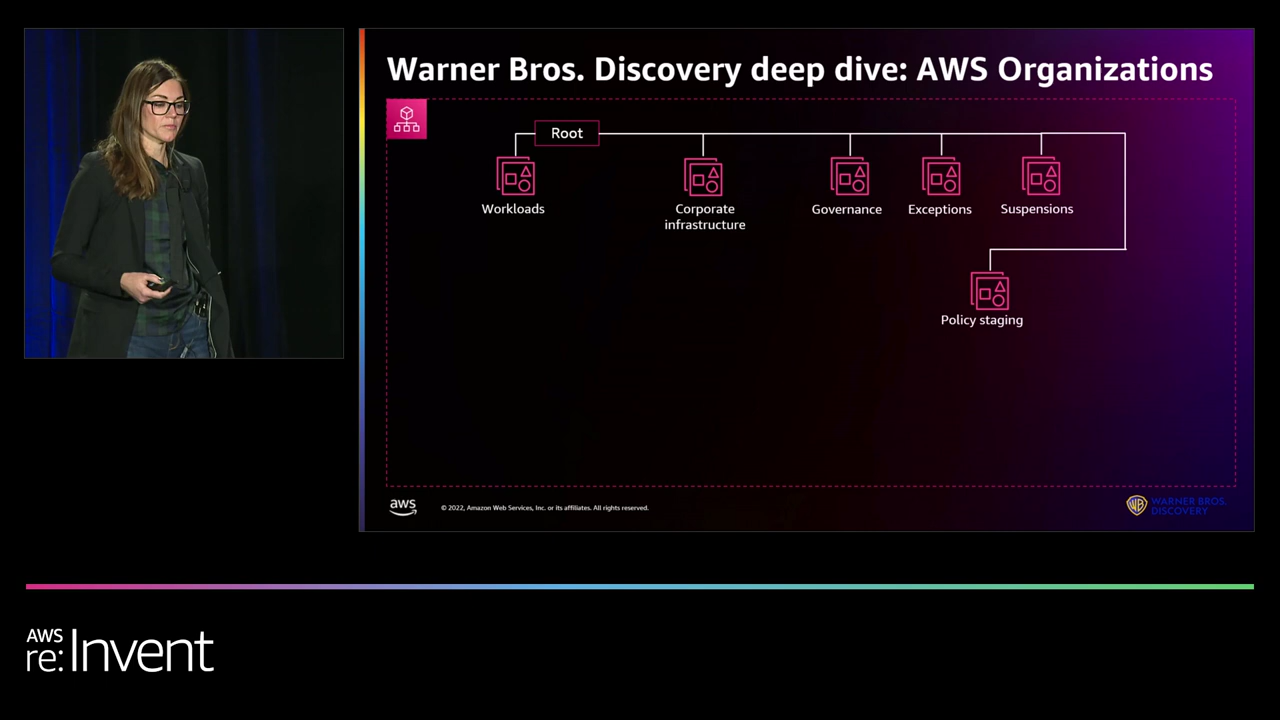 Warner Bros. Discovery deep dive: AWS Organizations
Root
Workloads
Corporate
infrastructure
Governance
Exceptions
Suspensions
Policy staging
aws
© 2022, Amazon Web Services, Inc. or its affiliates. All rights reserved.
WB
WARNER BROS.
DISCOVERY
AWS
re:Invent